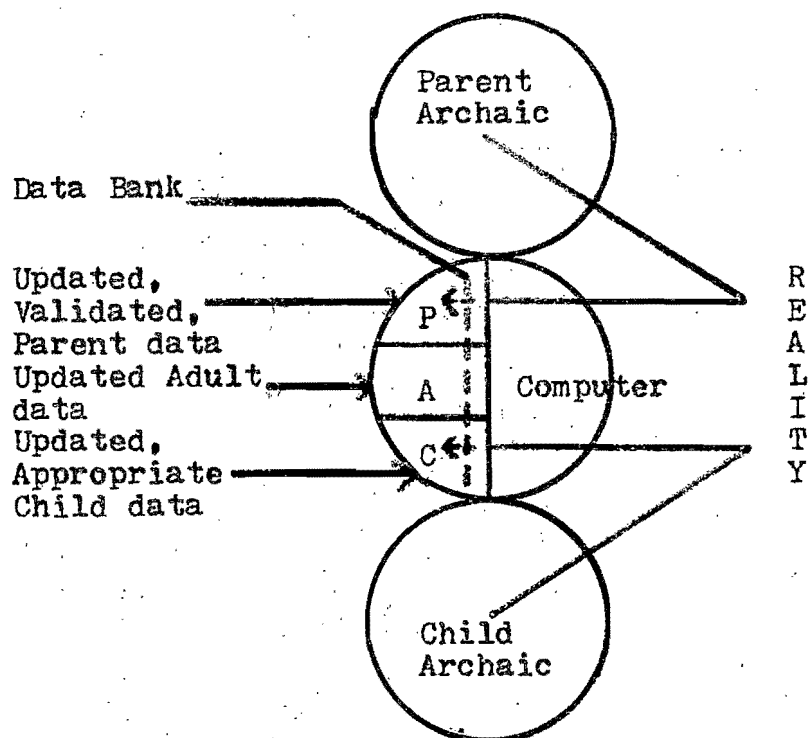 Parent
Archaic
Data Bank
Updated,
Validated,
Parent data
Updated Adult
data
Updated,
Appropriate
Child data
P
A
C
Computer
R
E
A
L
I
T
Y
Child
Archaic